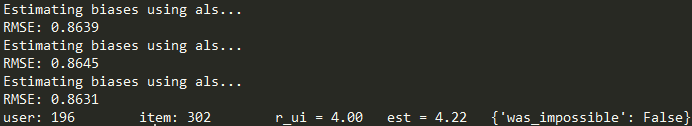 Estimating biases using als...
RMSE: 0.8639
Estimating biases using als...
RMSE: 0.8645
Estimating biases using als...
RMSE: 0.8631
user: 196        item: 302        r_ui = 4.00   est = 4.22   {'was_impossible': False}